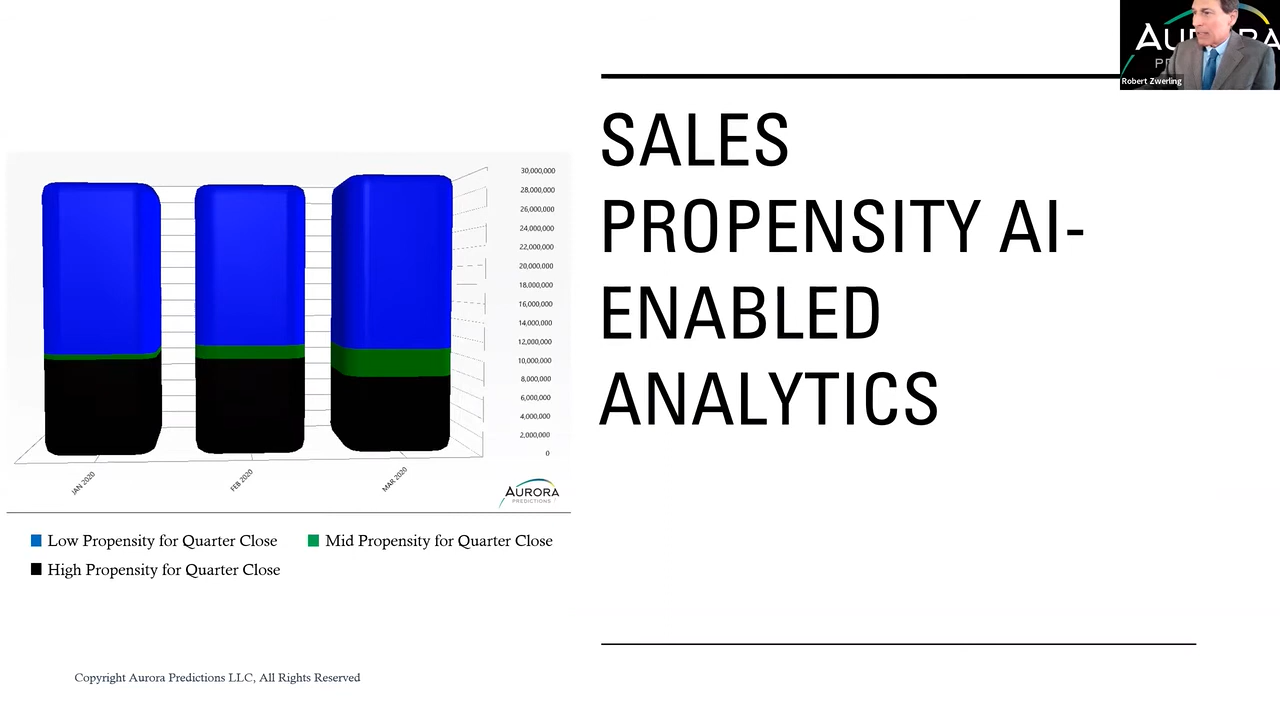 AURORA
Robert Zwerling
SALES
PROPENSITY AI-
ENABLED
ANALYTICS
30,000,000
28,000,000
26,000,000
24,000,000
22,000,000
20,000,000
18,000,000
16,000,000
14,000,000
12,000,000
10,000,000
8,000,000
6,000,000
4,000,000
2,000,000
0
JAN 2020
FEB 2020
MAR 2020
AURORA
PREDICTIONS
Low Propensity for Quarter Close
Mid Propensity for Quarter Close
High Propensity for Quarter Close
Copyright Aurora Predictions LLC, All Rights Reserved